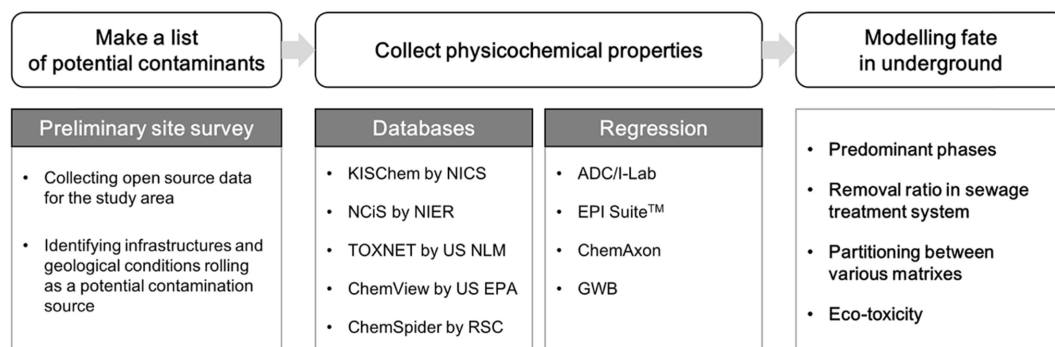 Make a list
of potential contaminants
Collect physicochemical properties
Modelling fate
in underground
Preliminary site survey
• Collecting open source data
for the study area
• Identifying infrastructures and
geological conditions rolling
as a potential contamination
source
Databases
• KISChem by NICS
• NCiS by NIER
• TOXNET by US NLM
• ChemView by US EPA
• ChemSpider by RSC
Regression
• ADC/I-Lab
• EPI Suite™
• ChemAxon
• GWB
• Predominant phases
• Removal ratio in sewage
treatment system
• Partitioning between
various matrixes
• Eco-toxicity